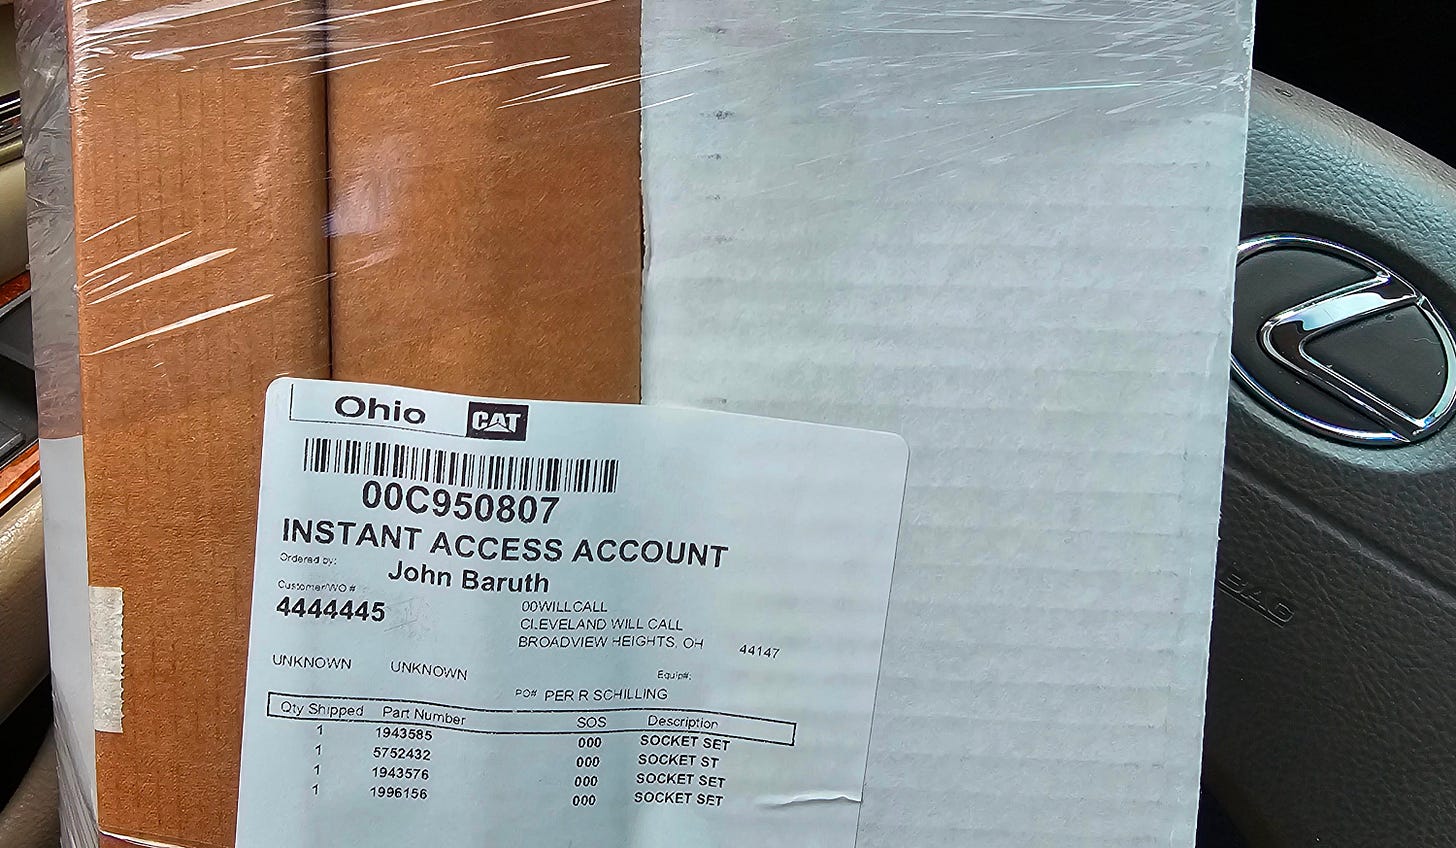 Ohio CAT
00C950807
INSTANT ACCESS ACCOUNT
Ordered by: John Baruth
Customer/WO #
4444445
00WILLCALL
CLEVELAND WILL CALL
BROADVIEW HEIGHTS, OH 44147
UNKNOWN UNKNOWN Equip#:
PO# PER R SCHILLING
Qty Shipped Part Number SOS Description
1 1943585 000 SOCKET SET
1 5752432 000 SOCKET ST
1 1943576 000 SOCKET SET
1 1996156 000 SOCKET SET